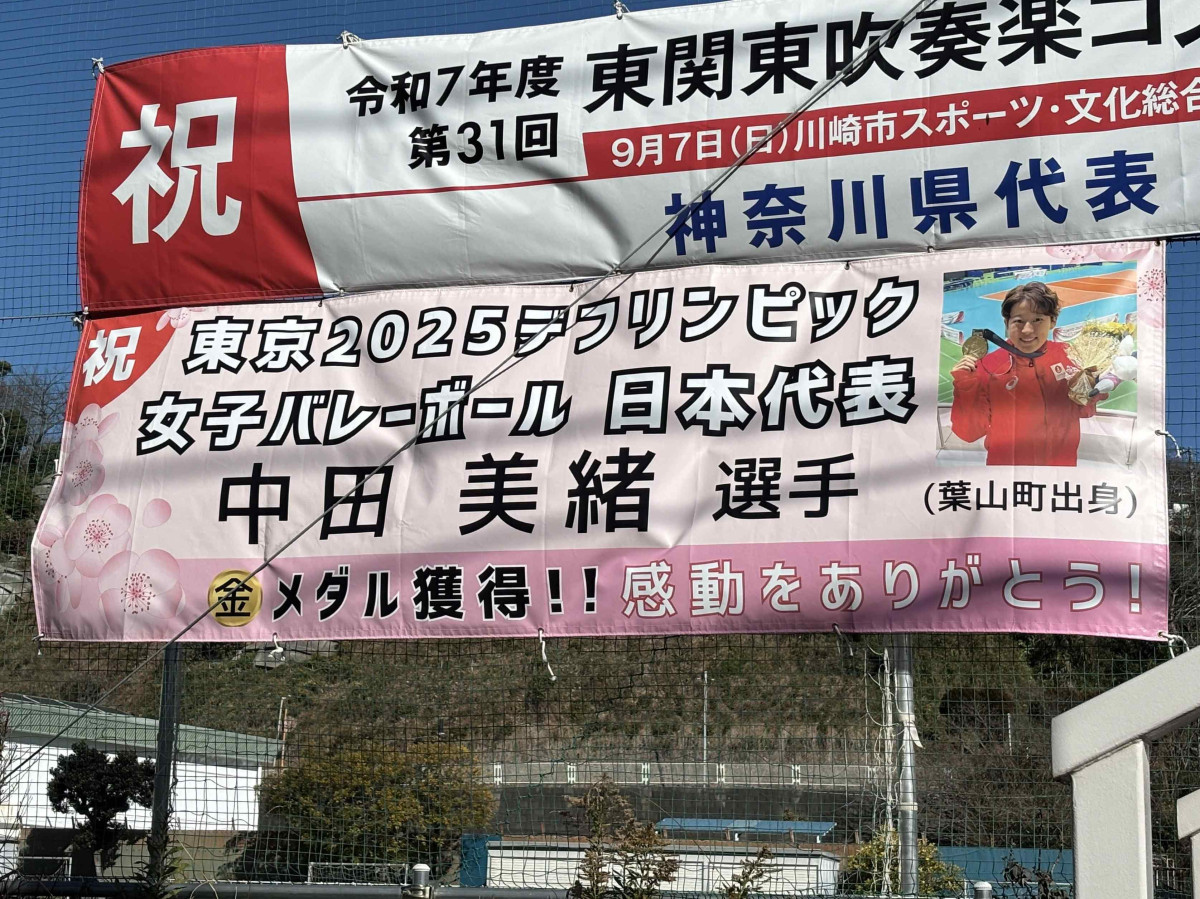 祝
令和7年度
第31回
東関東吹奏楽コン
9月7日(日)川崎市スポーツ・文化総合
神奈川県代表
祝
東京2025デフリンピック
女子バレーボール 日本代表
中田 美緒 選手
(葉山町出身)
金メダル獲得!! 感動をありがとう!